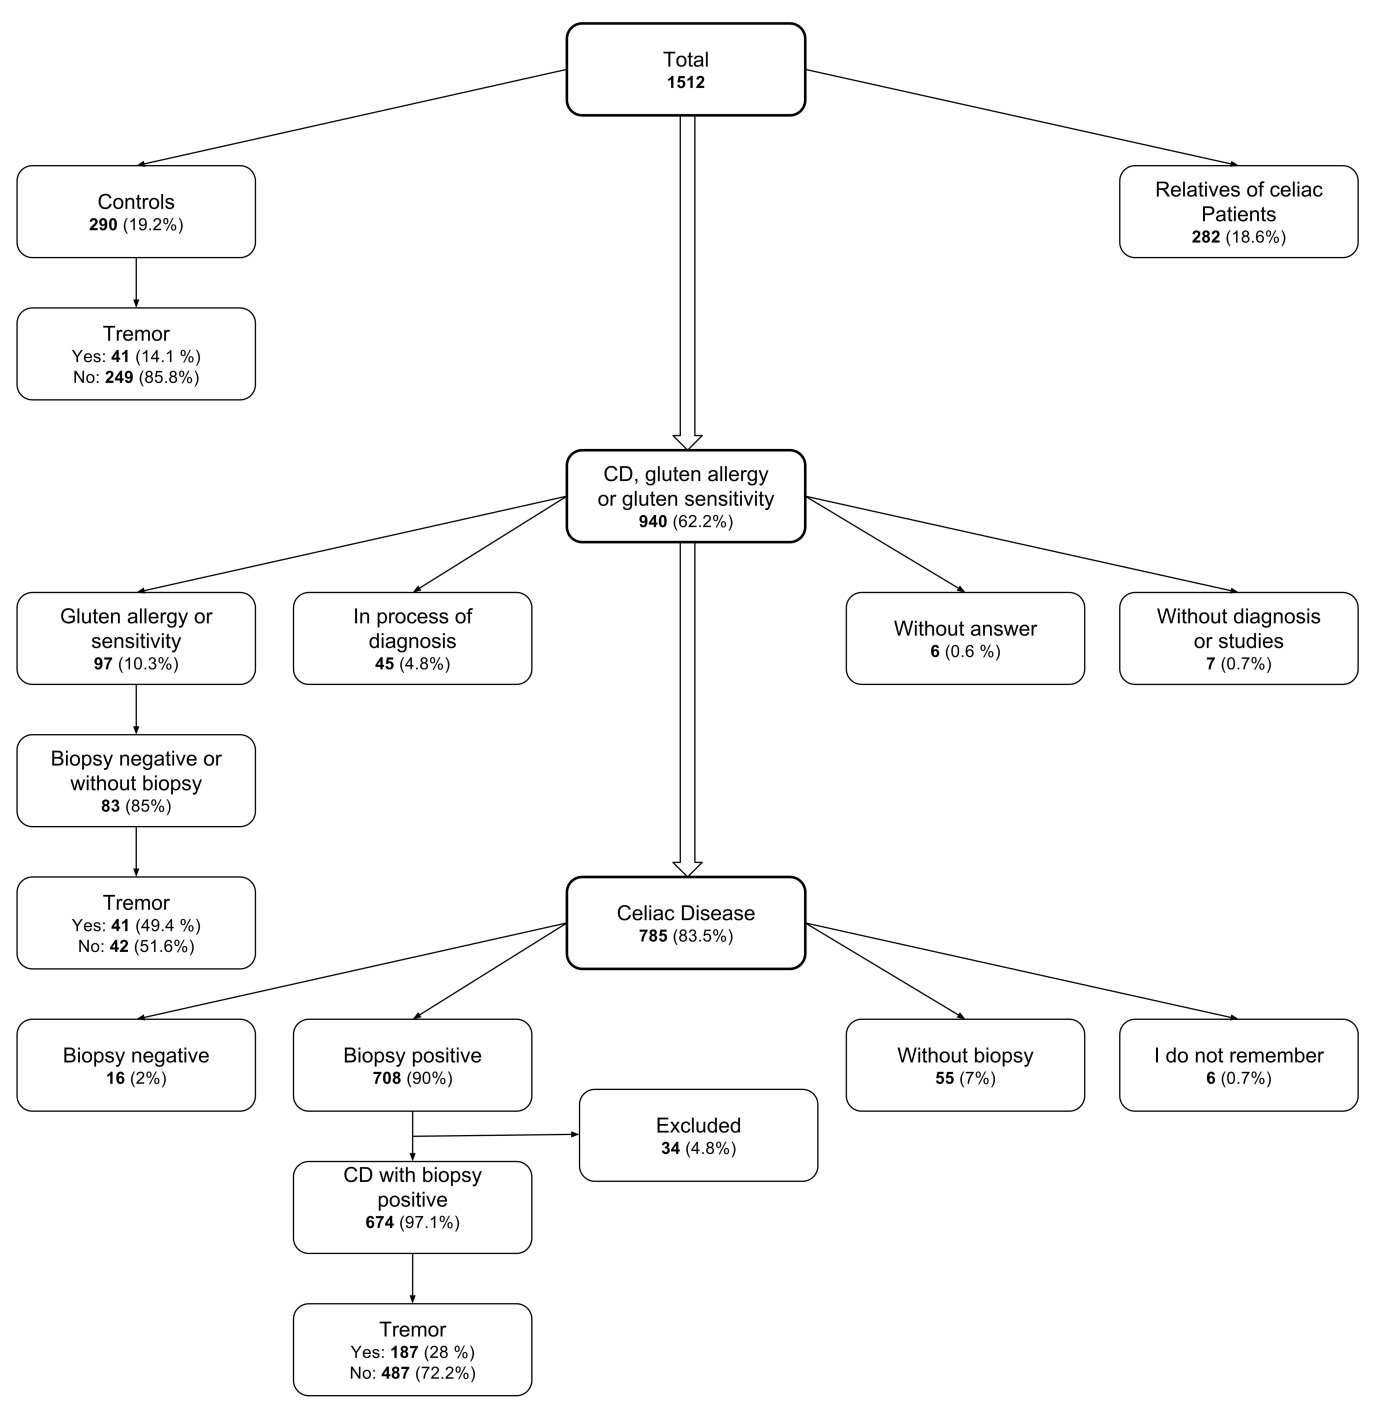 Total
1512
Controls
290 (19.2%)
Relatives of celiac
Patients
282 (18.6%)
Tremor
Yes: 41 (14.1 %)
No: 249 (85.8%)
CD, gluten allergy
or gluten sensitivity
940 (62.2%)
Gluten allergy or
sensitivity
97 (10.3%)
In process of
diagnosis
45 (4.8%)
Without answer
6 (0.6 %)
Without diagnosis
or studies
7 (0.7%)
Biopsy negative or
without biopsy
83 (85%)
Tremor
Yes: 41 (49.4 %)
No: 42 (51.6%)
Celiac Disease
785 (83.5%)
Biopsy negative
16 (2%)
Biopsy positive
708 (90%)
Without biopsy
55 (7%)
I do not remember
6 (0.7%)
Excluded
34 (4.8%)
CD with biopsy
positive
674 (97.1%)
Tremor
Yes: 187 (28 %)
No: 487 (72.2%)